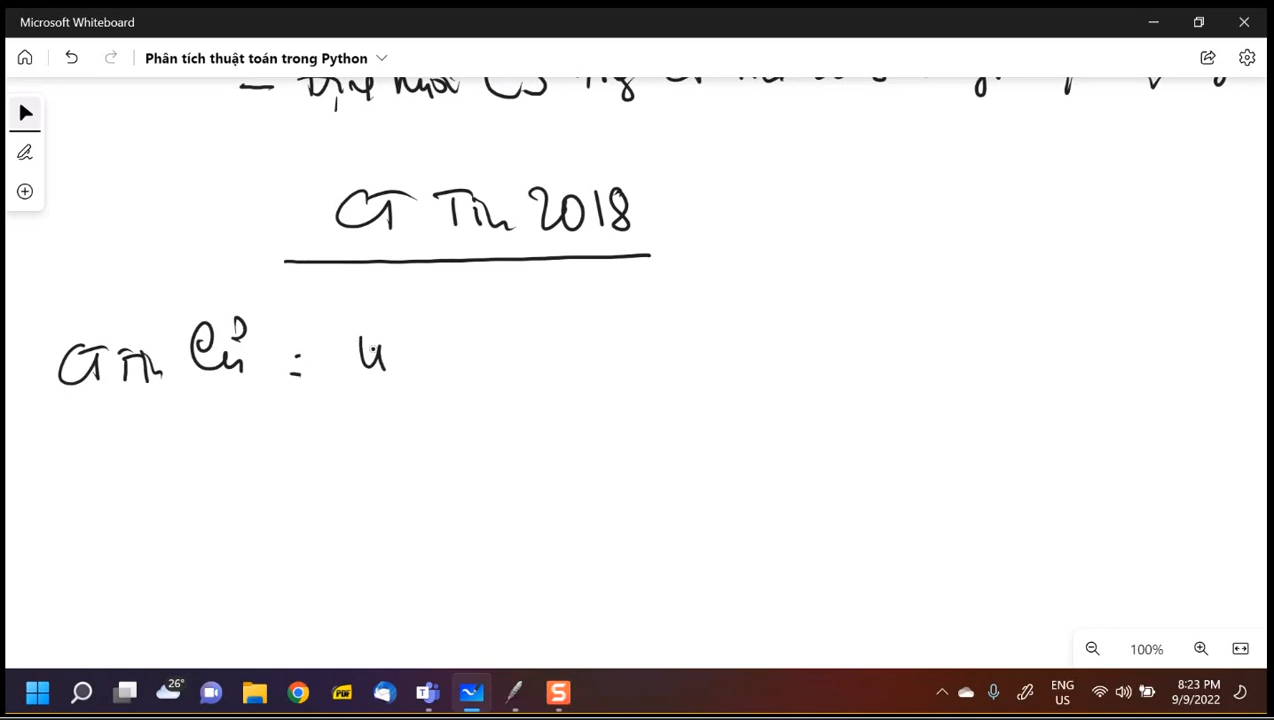 Microsoft Whiteboard
Phân tích thuật toán trong Python
CT Tin 2018
CT Tin Cũ :
100%
26°
PDF
S
ENG
US
8:23 PM
9/9/2022